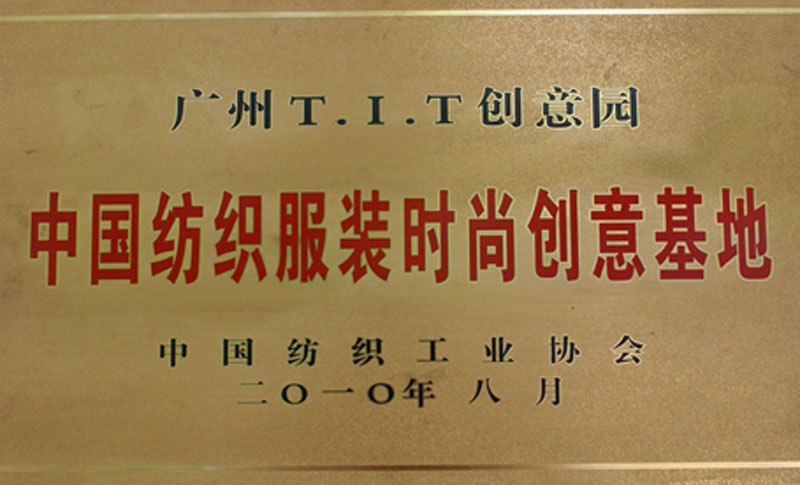 广州T.I.T创意园
中国纺织服装时尚创意基地
中国纺织工业协会
二〇一〇年八月